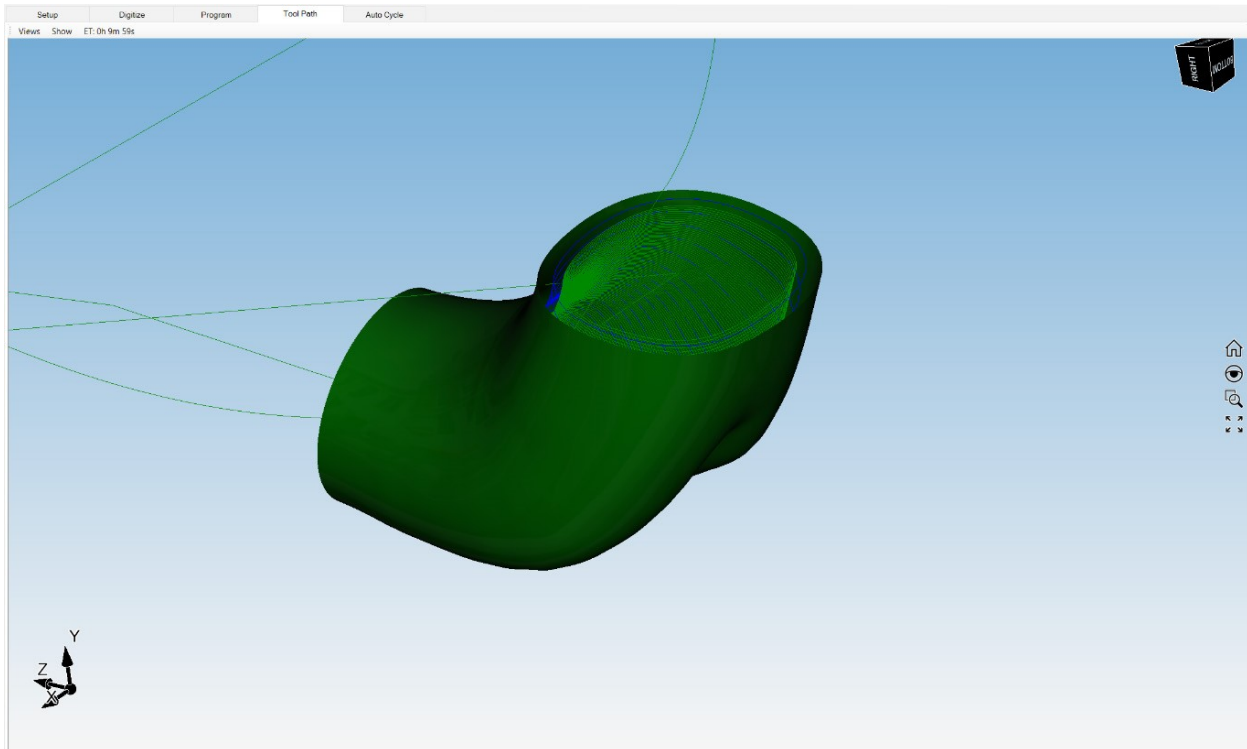 Setup Digitize Program Tool Path Auto Cycle
Views Show ET: 0h 9m 59s
RIGHT BOTTOM
Y
Z
X